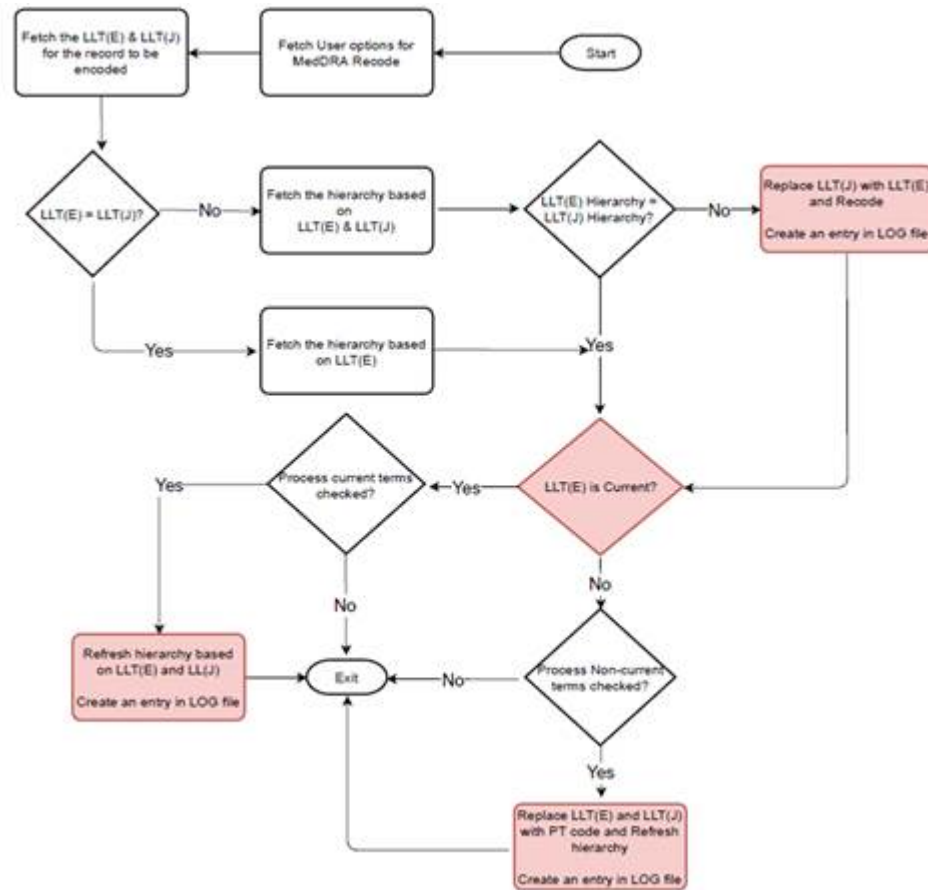 Fetch the LLT(E) & LLT(J)
for the record to be
encoded
Fetch User options for
MedDRA Recode
Start
LLT(E) = LLT(J)?
No
Fetch the hierarchy based
on
LLT(E) & LLT(J)
LLT(E) Hierarchy =
LLT(J) Hierarchy?
No
Replace LLT(J) with LLT(E)
and Recode
Create an entry in LOG file
Yes
Fetch the hierarchy based
on LLT(E)
Yes
Process current terms
checked?
Yes
Yes
LLT(E) is Current?
No
No
Refresh hierarchy based
on LLT(E) and LL(J)
Create an entry in LOG file
Exit
No
Process Non-current
terms checked?
Yes
Replace LLT(E) and LLT(J)
with PT code and Refresh
hierarchy
Create an entry in LOG file